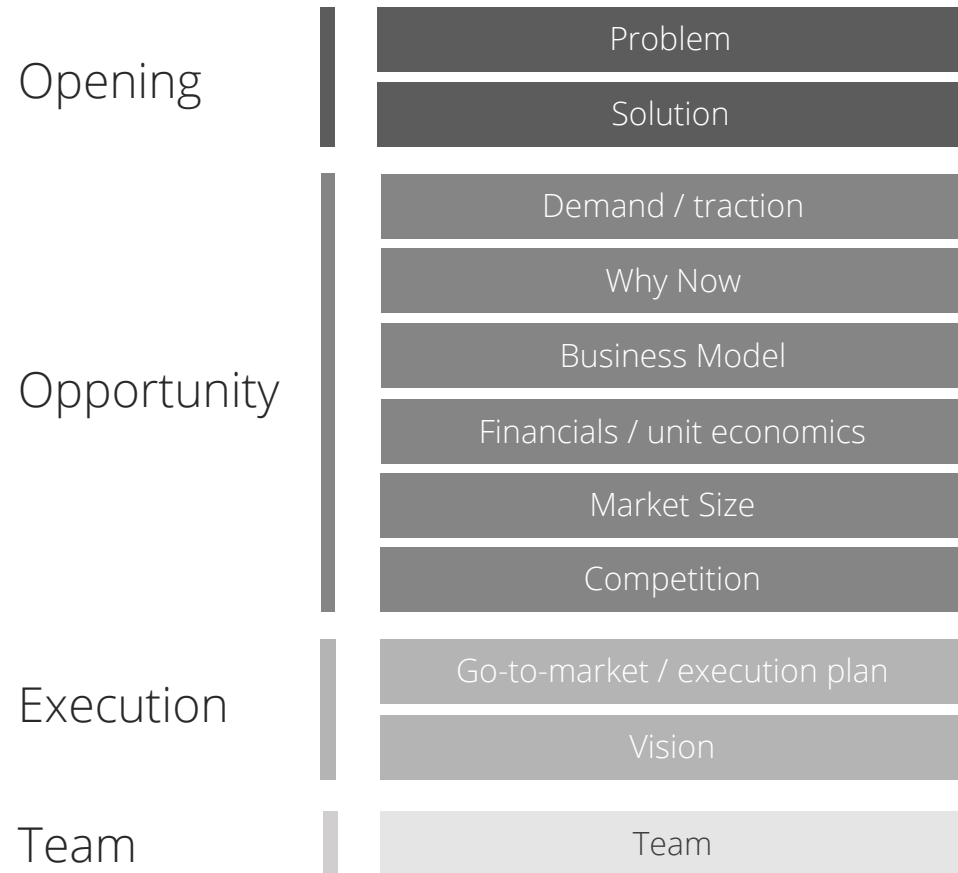 Opening
Problem
Solution
Opportunity
Demand / traction
Why Now
Business Model
Financials / unit economics
Market Size
Competition
Execution
Go-to-market / execution plan
Vision
Team
Team